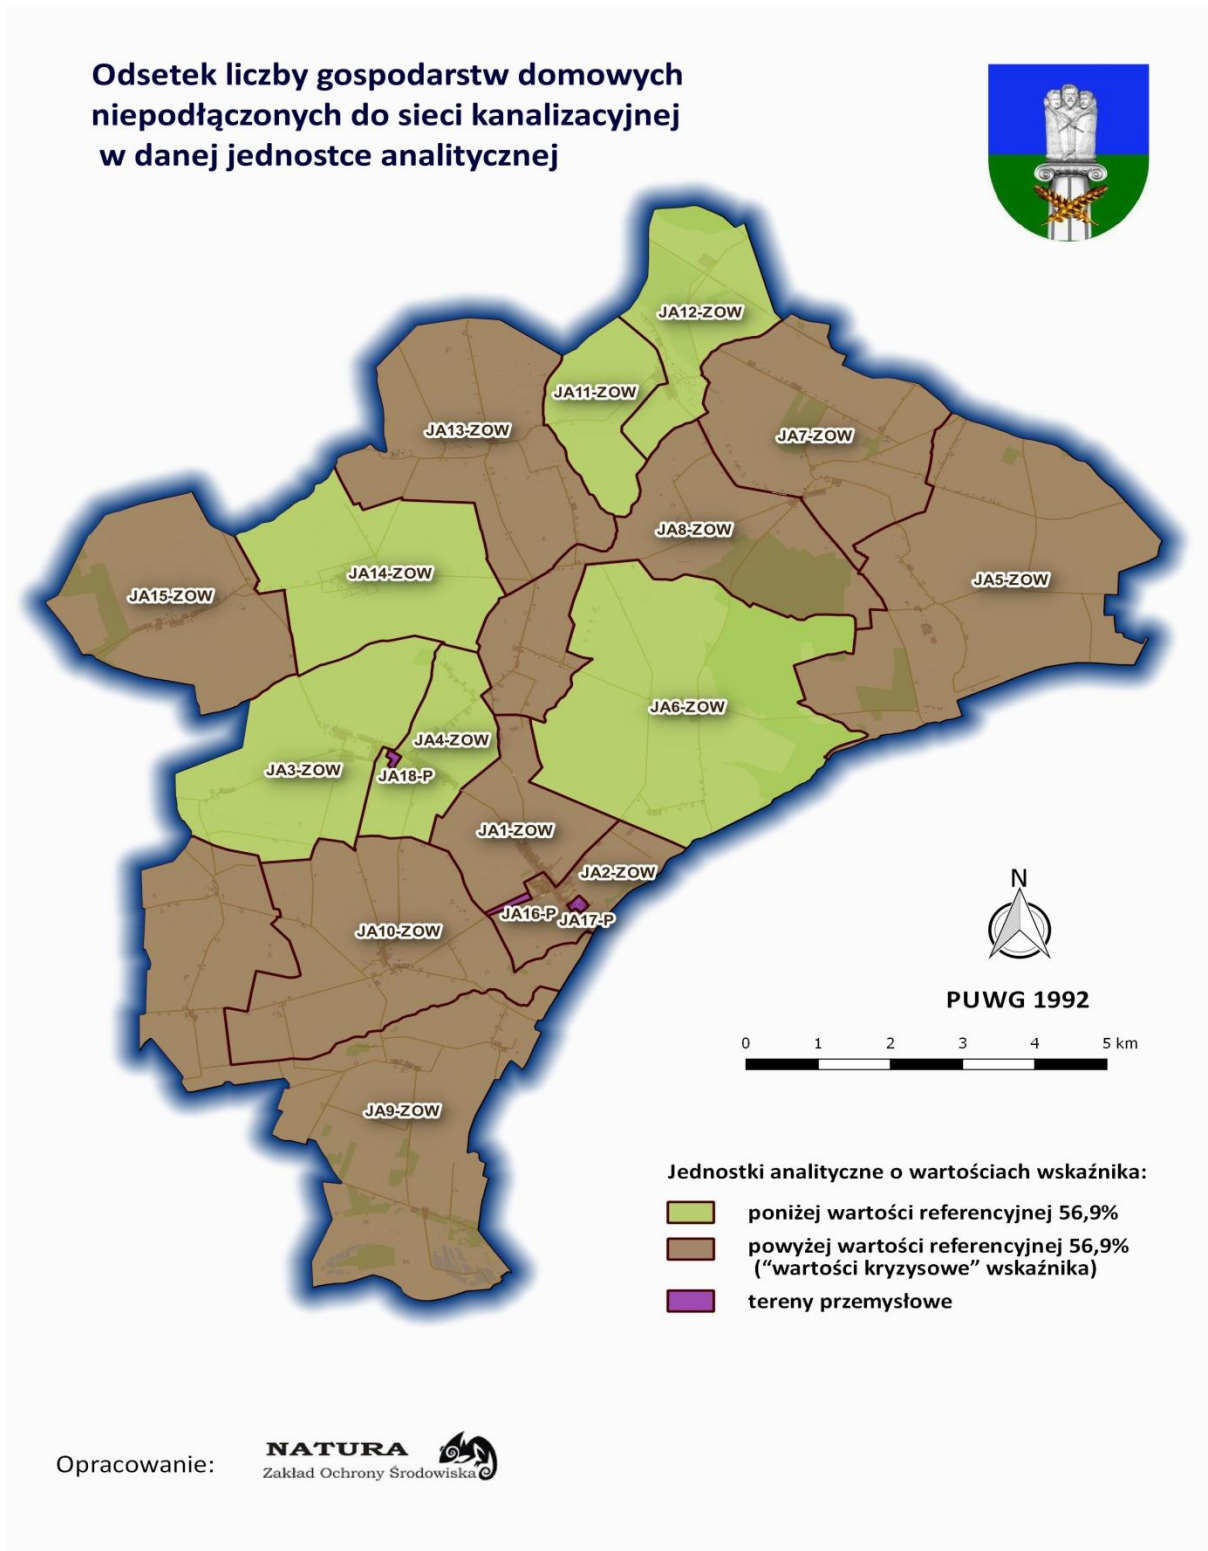 Odsetek liczby gospodarstw domowych
niepodłączonych do sieci kanalizacyjnej
w danej jednostce analitycznej
JA12-ZOW
JA11-ZOW
JA13-ZOW
JA7-ZOW
JA8-ZOW
JA14-ZOW
JA5-ZOW
JA15-ZOW
JA6-ZOW
JA4-ZOW
JA3-ZOW
JA18-P
JA1-ZOW
JA2-ZOW
JA16-P
JA17-P
JA10-ZOW
JA9-ZOW
N
PUWG 1992
0 1 2 3 4 5 km
Jednostki analityczne o wartościach wskaźnika:
poniżej wartości referencyjnej 56,9%
powyżej wartości referencyjnej 56,9%
(“wartości kryzysowe” wskaźnika)
tereny przemysłowe
Opracowanie:
NATURA
Zakład Ochrony Środowiska